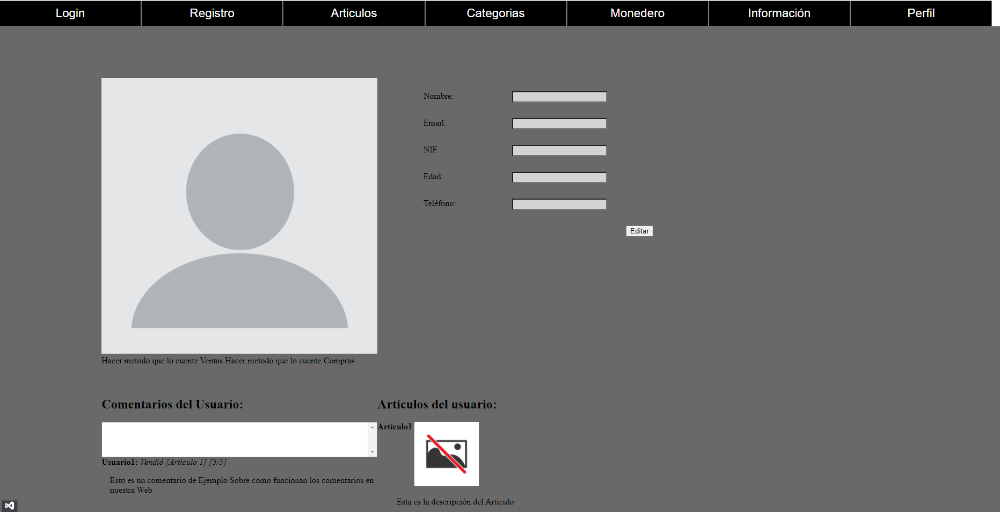 Login Registro Articulos Categorias Monedero Información Perfil
Nombre:
Email:
NIF:
Edad:
Teléfono:
Editar
Hacer metodo que lo cuente Ventas Hacer metodo que lo cuente Compras
Comentarios del Usuario:
Usuario1: Vendió [Artículo 1] [5/5]
Esto es un comentario de Ejemplo Sobre como funcionan los comentarios en
nuestra Web
Artículos del usuario:
Artículo1
Esta es la descripción del Artículo